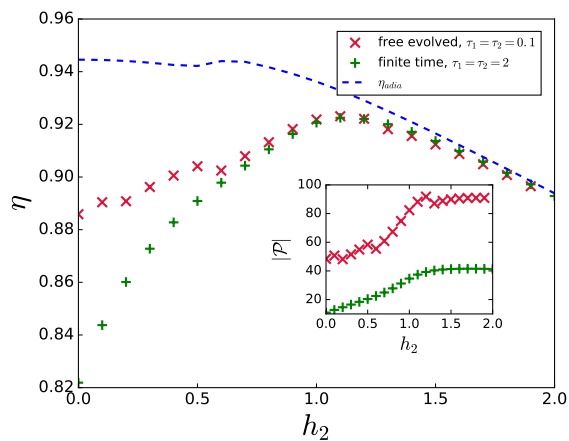 0.96
0.94
0.92
0.90
0.88
0.86
0.84
0.82
η
free evolved, τ₁ = τ₂ = 0.1
finite time, τ₁ = τ₂ = 2
η_adia
100
80
60
40
20
|𝒫|
0.0 0.5 1.0 1.5 2.0
h₂
0.0 0.5 1.0 1.5 2.0
h₂